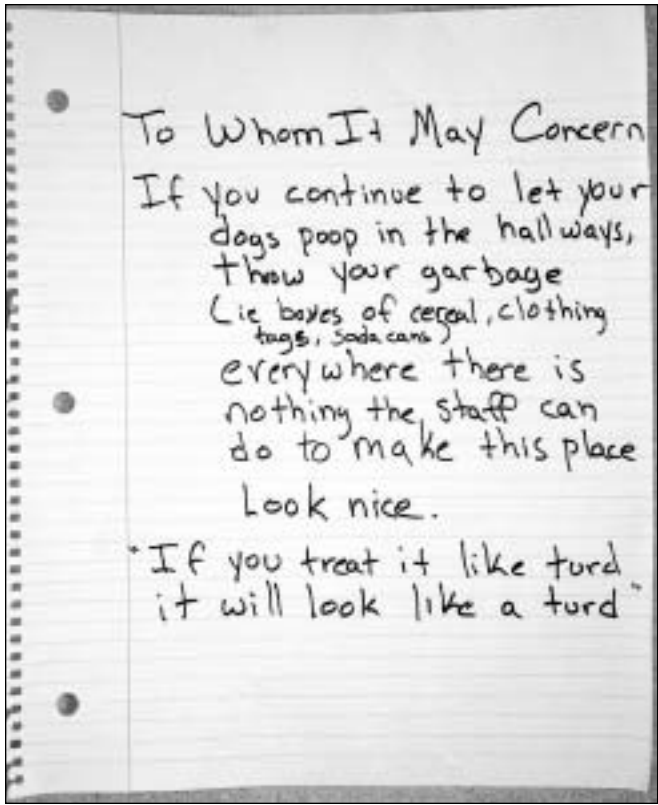 To Whom It May Concern
If you continue to let your
dogs poop in the hallways,
throw your garbage
(ie boxes of cereal, clothing
tags, soda cans)
everywhere there is
nothing the staff can
do to make this place
Look nice.
"If you treat it like turd
it will look like a turd"